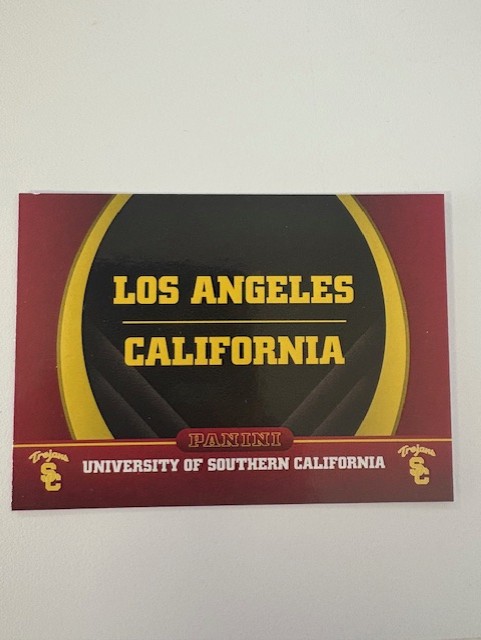 LOS ANGELES
CALIFORNIA
PANINI
Trojans
SC
UNIVERSITY OF SOUTHERN CALIFORNIA
Trojans
SC